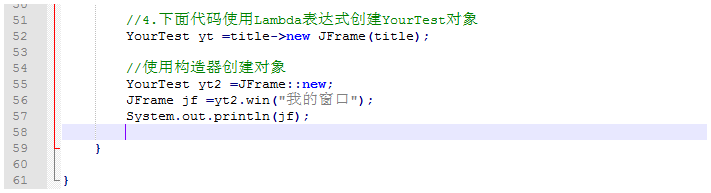 51 //4.下面代码使用Lambda表达式创建YourTest对象
52 YourTest yt =title->new JFrame(title);
53
54 //使用构造器创建对象
55 YourTest yt2 =JFrame::new;
56 JFrame jf =yt2.win("我的窗口");
57 System.out.println(jf);
58
59 }
60
61 }